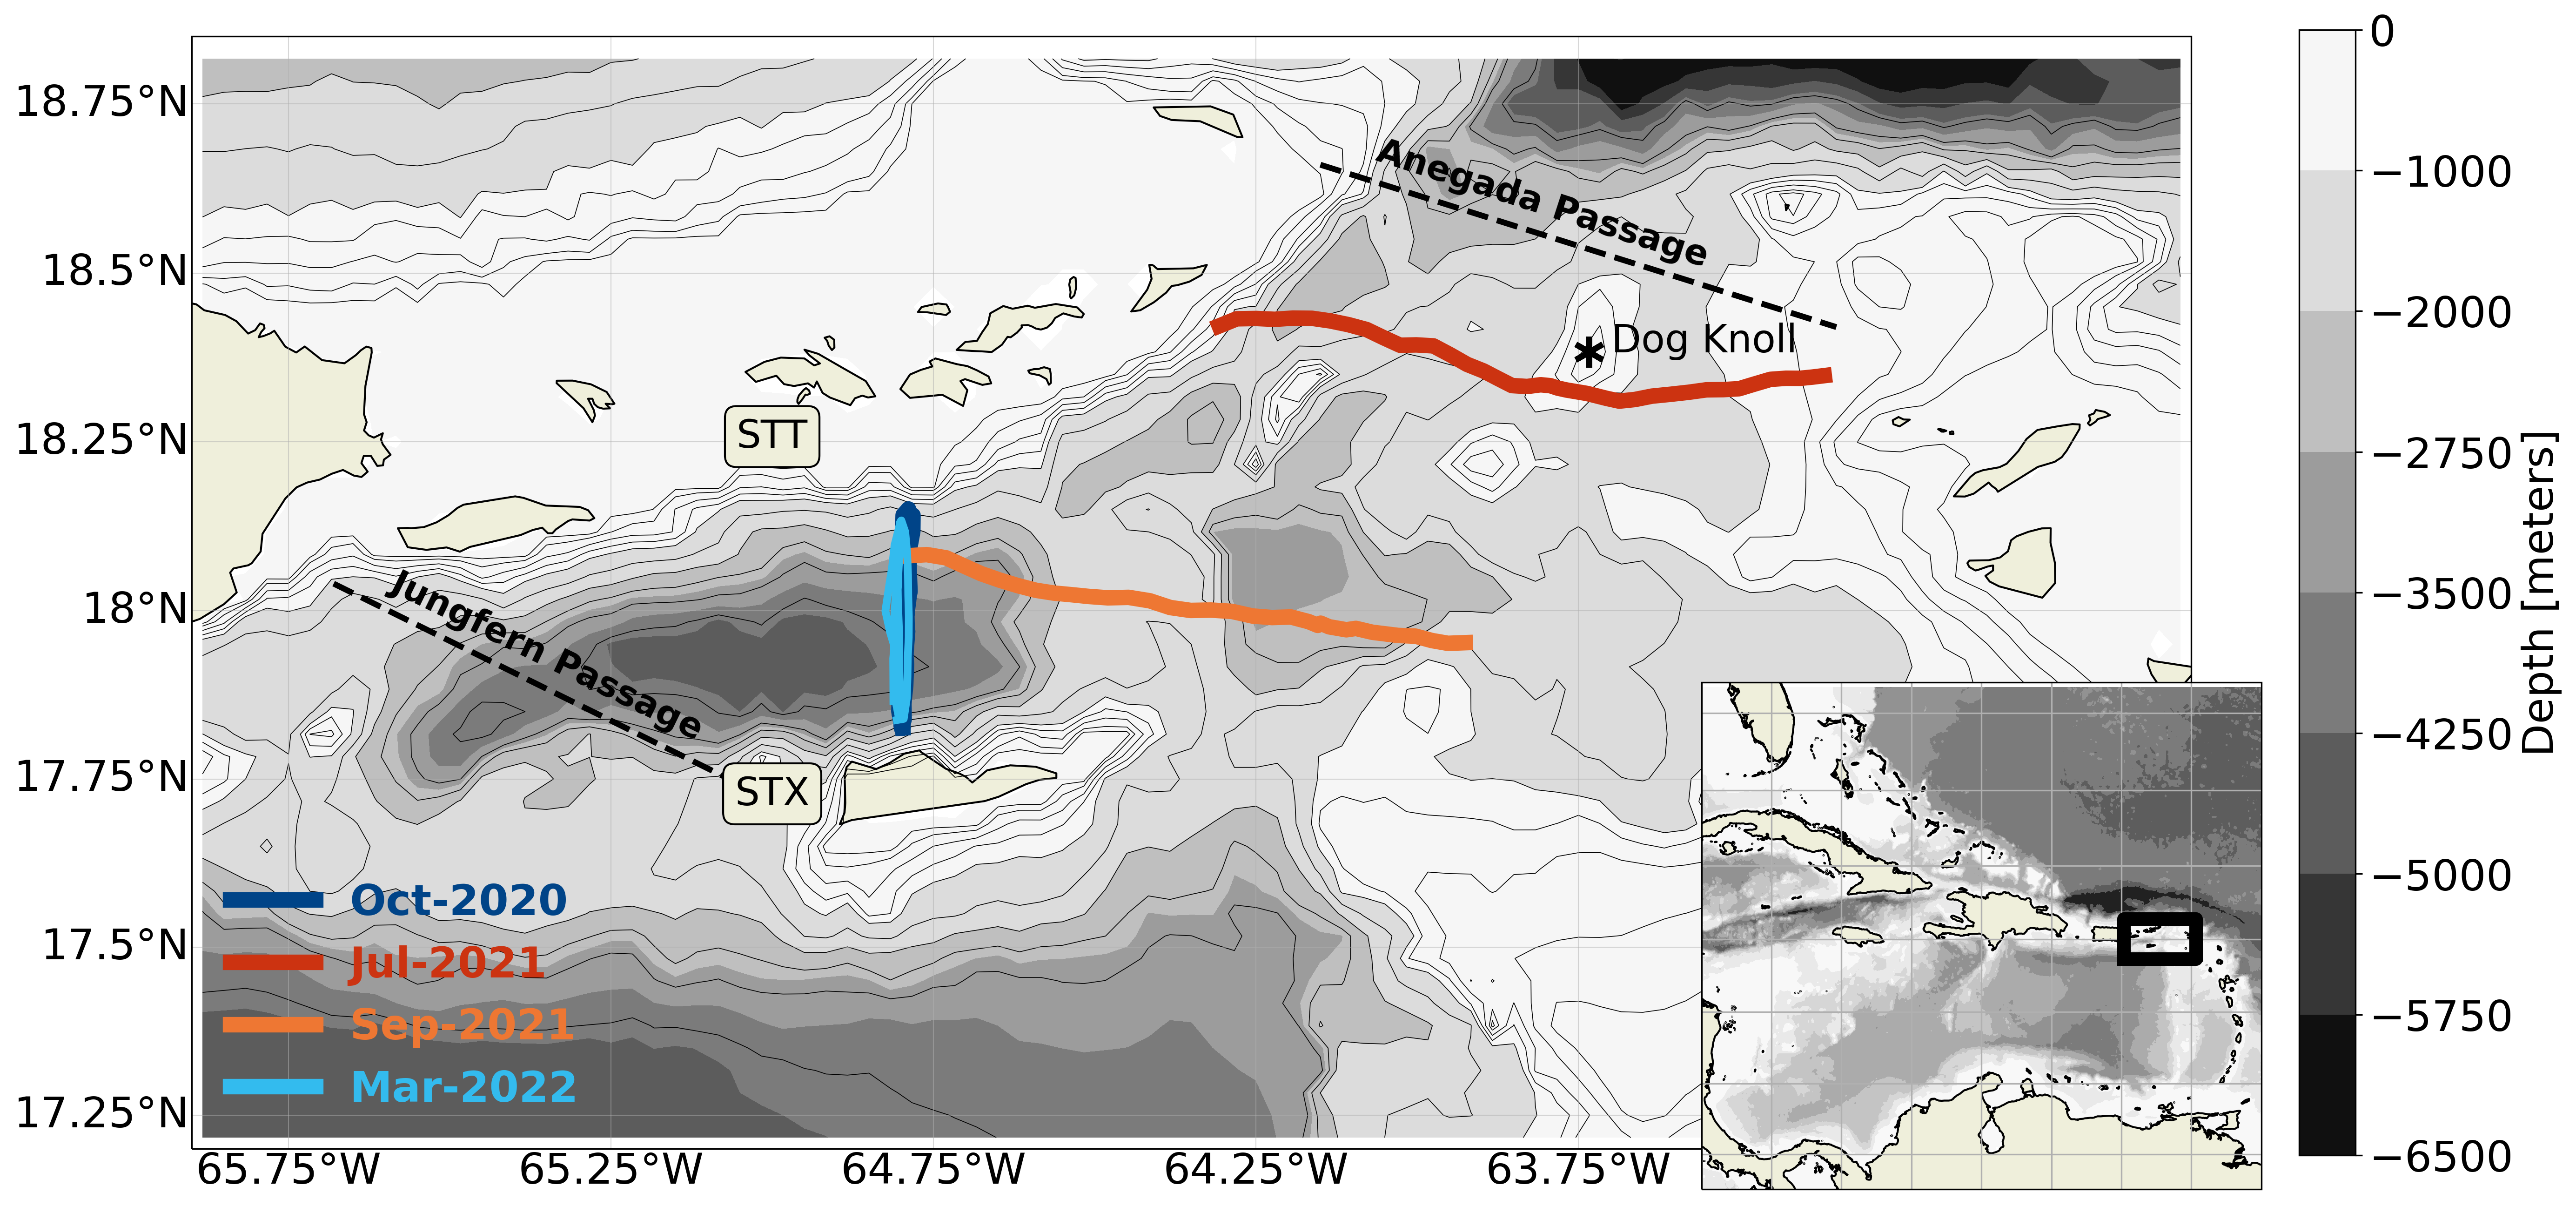 18.75°N
18.5°N
18.25°N
18°N
17.75°N
17.5°N
17.25°N
65.75°W
65.25°W
64.75°W
64.25°W
63.75°W
Anegada Passage
Dog Knoll
STT
Jungfern Passage
STX
Oct-2020
Jul-2021
Sep-2021
Mar-2022
0
−1000
−2000
−2750
−3500
−4250
−5000
−5750
−6500
Depth [meters]